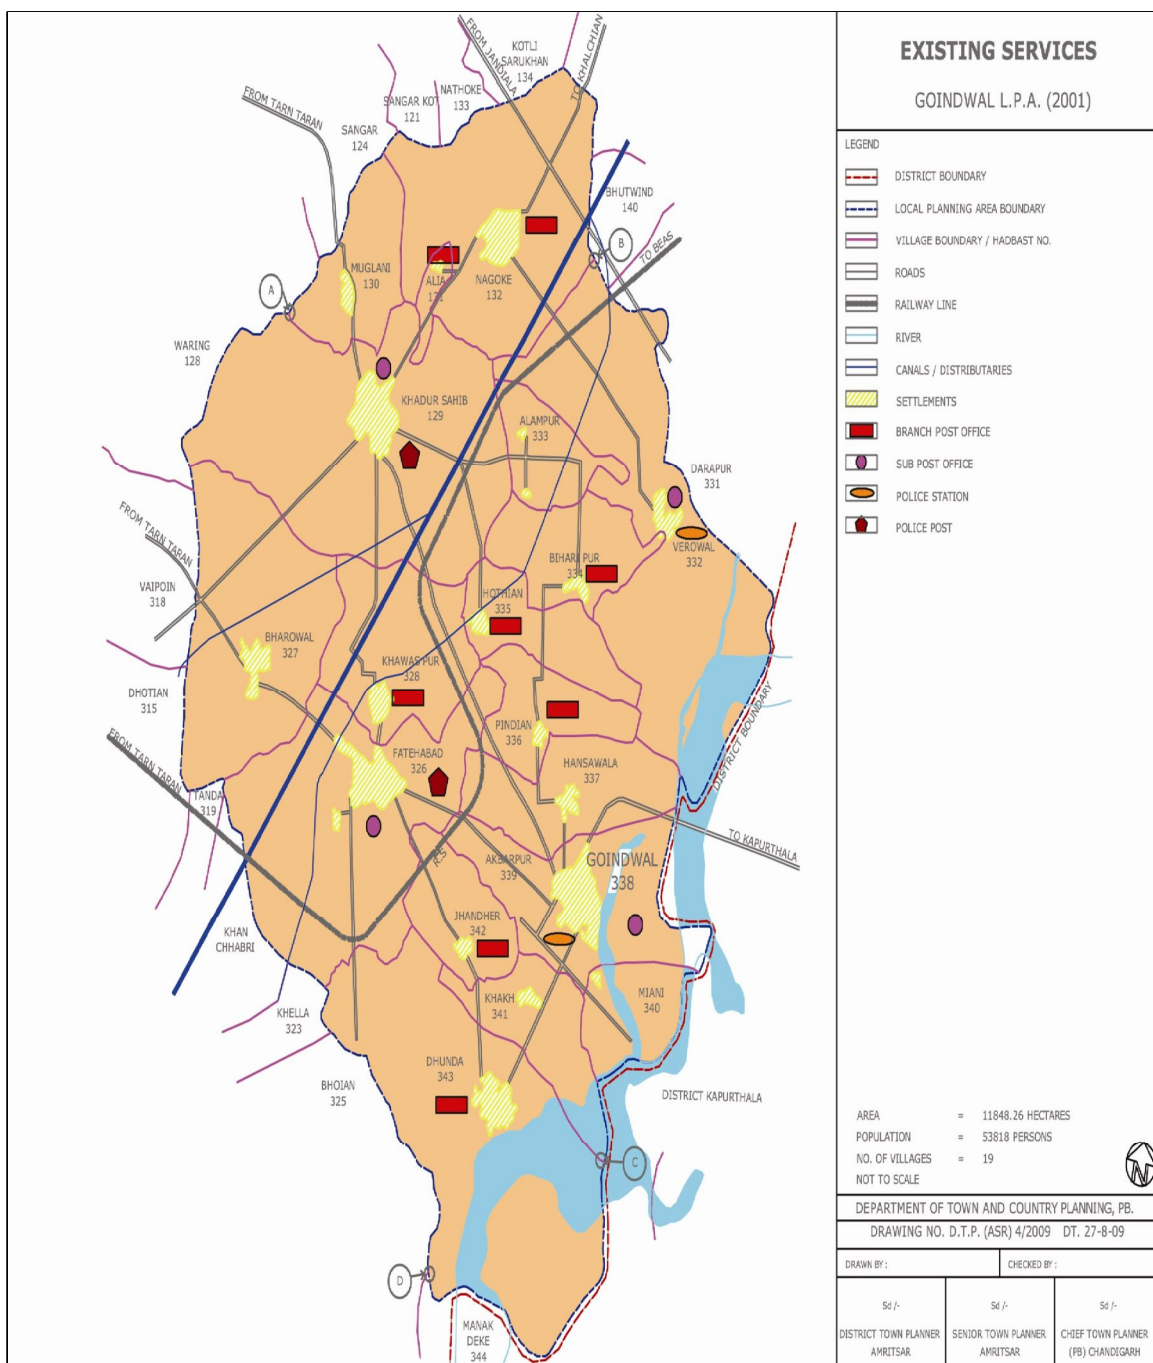 EXISTING SERVICES
GOINDWAL L.P.A. (2001)
LEGEND
DISTRICT BOUNDARY
LOCAL PLANNING AREA BOUNDARY
VILLAGE BOUNDARY / HADBAST NO.
ROADS
RAILWAY LINE
RIVER
CANALS / DISTRIBUTARIES
SETTLEMENTS
BRANCH POST OFFICE
SUB POST OFFICE
POLICE STATION
POLICE POST
AREA = 11848.26 HECTARES
POPULATION = 53818 PERSONS
NO. OF VILLAGES = 19
NOT TO SCALE
N
DEPARTMENT OF TOWN AND COUNTRY PLANNING, PB.
DRAWING NO. D.T.P. (ASR) 4/2009 DT. 27-8-09
DRAWN BY :
CHECKED BY :
Sd /-
DISTRICT TOWN PLANNER
AMRITSAR
Sd /-
SENIOR TOWN PLANNER
AMRITSAR
Sd /-
CHIEF TOWN PLANNER
(PB) CHANDIGARH
FROM JANDIALA
KOTLI
SARUKHAN
134
TO KHALCHIAN
NATHOKE
133
SANGAR KOT
121
FROM TARN TARAN
SANGAR
124
BHUTWIND
140
B
TO BEAS
MUGLANI
130
ALIA
131
NAGOKE
132
A
WARING
128
KHADUR SAHIB
129
ALAMPUR
333
DARAPUR
331
FROM TARN TARAN
VEROWAL
332
BIHARI PUR
334
VAIPOIN
318
HOTHIAN
335
BHAROWAL
327
KHAWAS PUR
328
DHOTIAN
315
DISTRICT BOUNDARY
PINDIAN
336
FROM TARN TARAN
FATEHABAD
326
HANSAWALA
337
TANDA
319
TO KAPURTHALA
R.S
AKBARPUR
339
GOINDWAL
338
JHANDHER
342
KHAN
CHHABRI
KHAKH
341
MIANI
340
KHELLA
323
DHUNDA
343
BHOIAN
325
DISTRICT KAPURTHALA
C
D
MANAK
DEKE
344